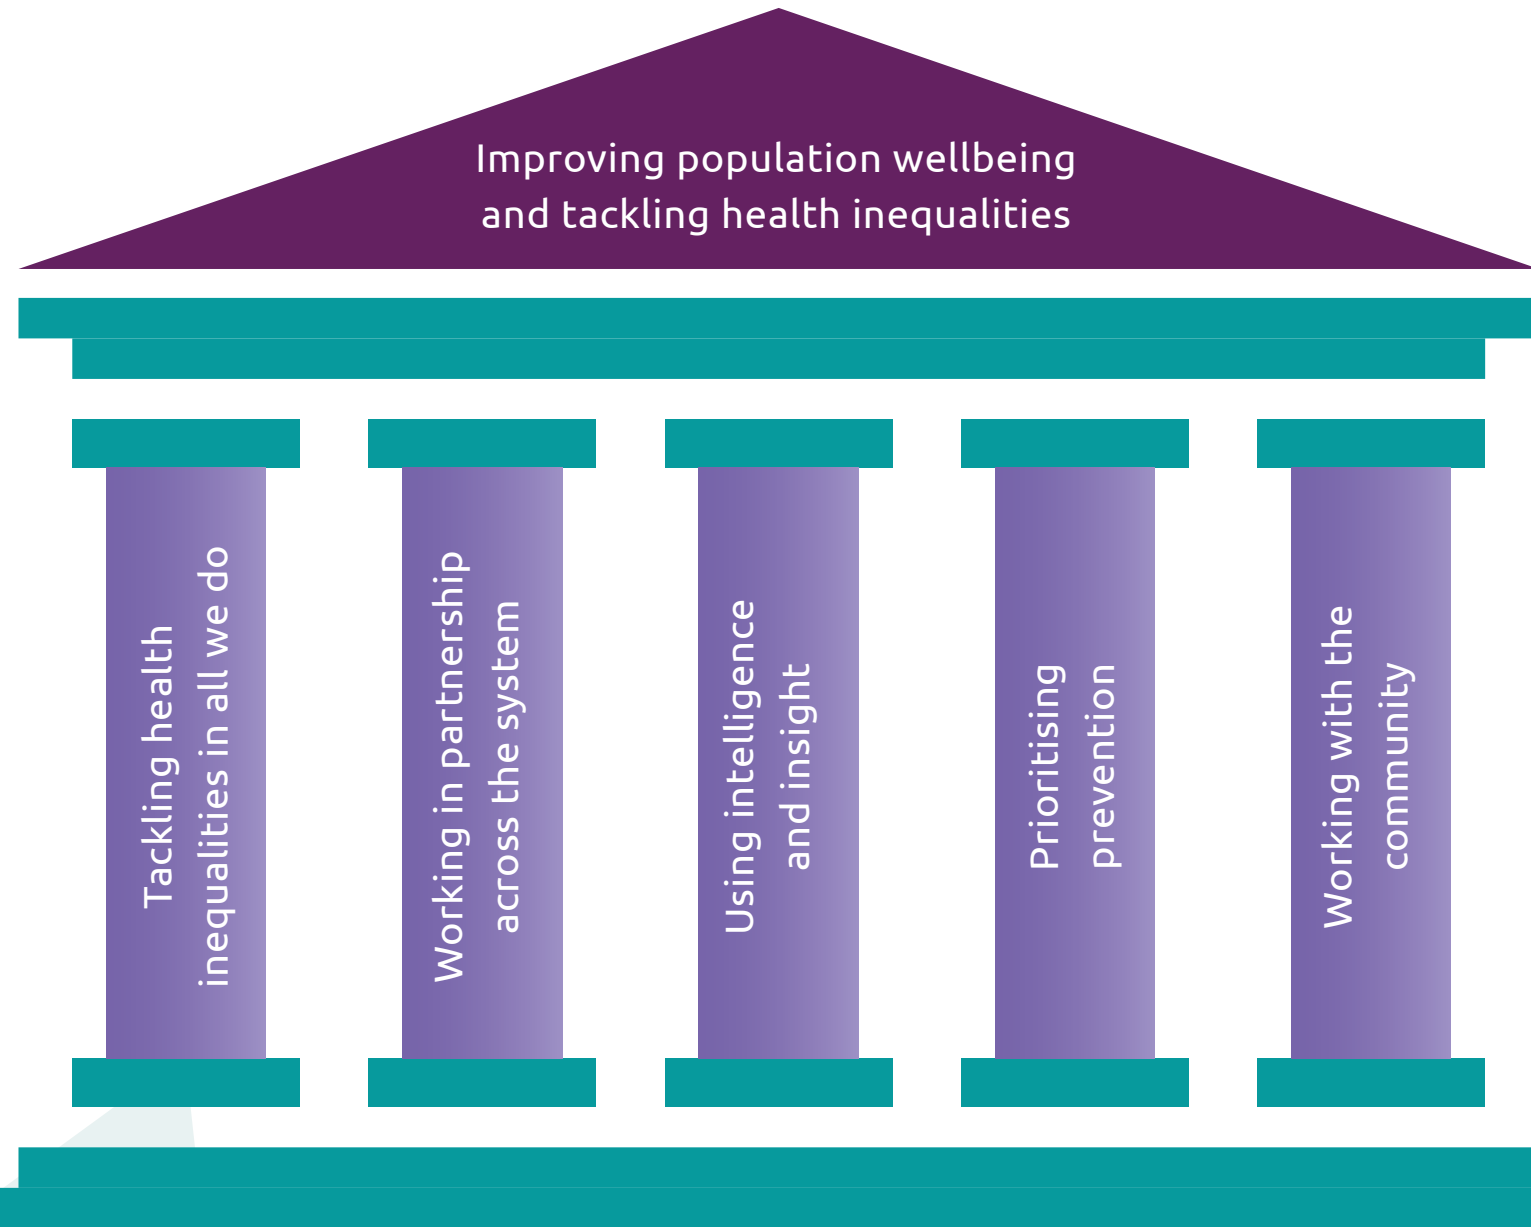 Improving population wellbeing
and tackling health inequalities
Tackling health
inequalities in all we do
Working in partnership
across the system
Using intelligence
and insight
Prioritising
prevention
Working with the
community